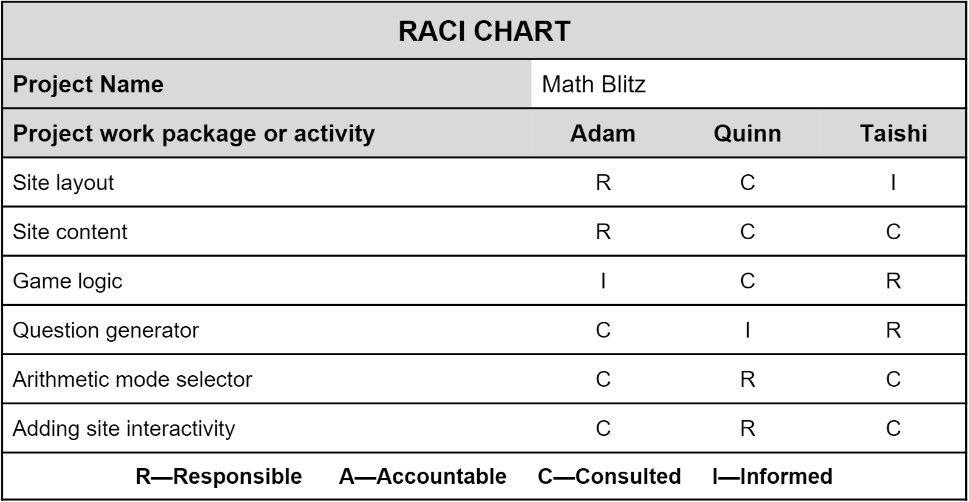 RACI CHART
Project Name Math Blitz
Project work package or activity Adam Quinn Taishi
Site layout R C I
Site content R C C
Game logic I C R
Question generator C I R
Arithmetic mode selector C R C
Adding site interactivity C R C
R—Responsible A—Accountable C—Consulted I—Informed